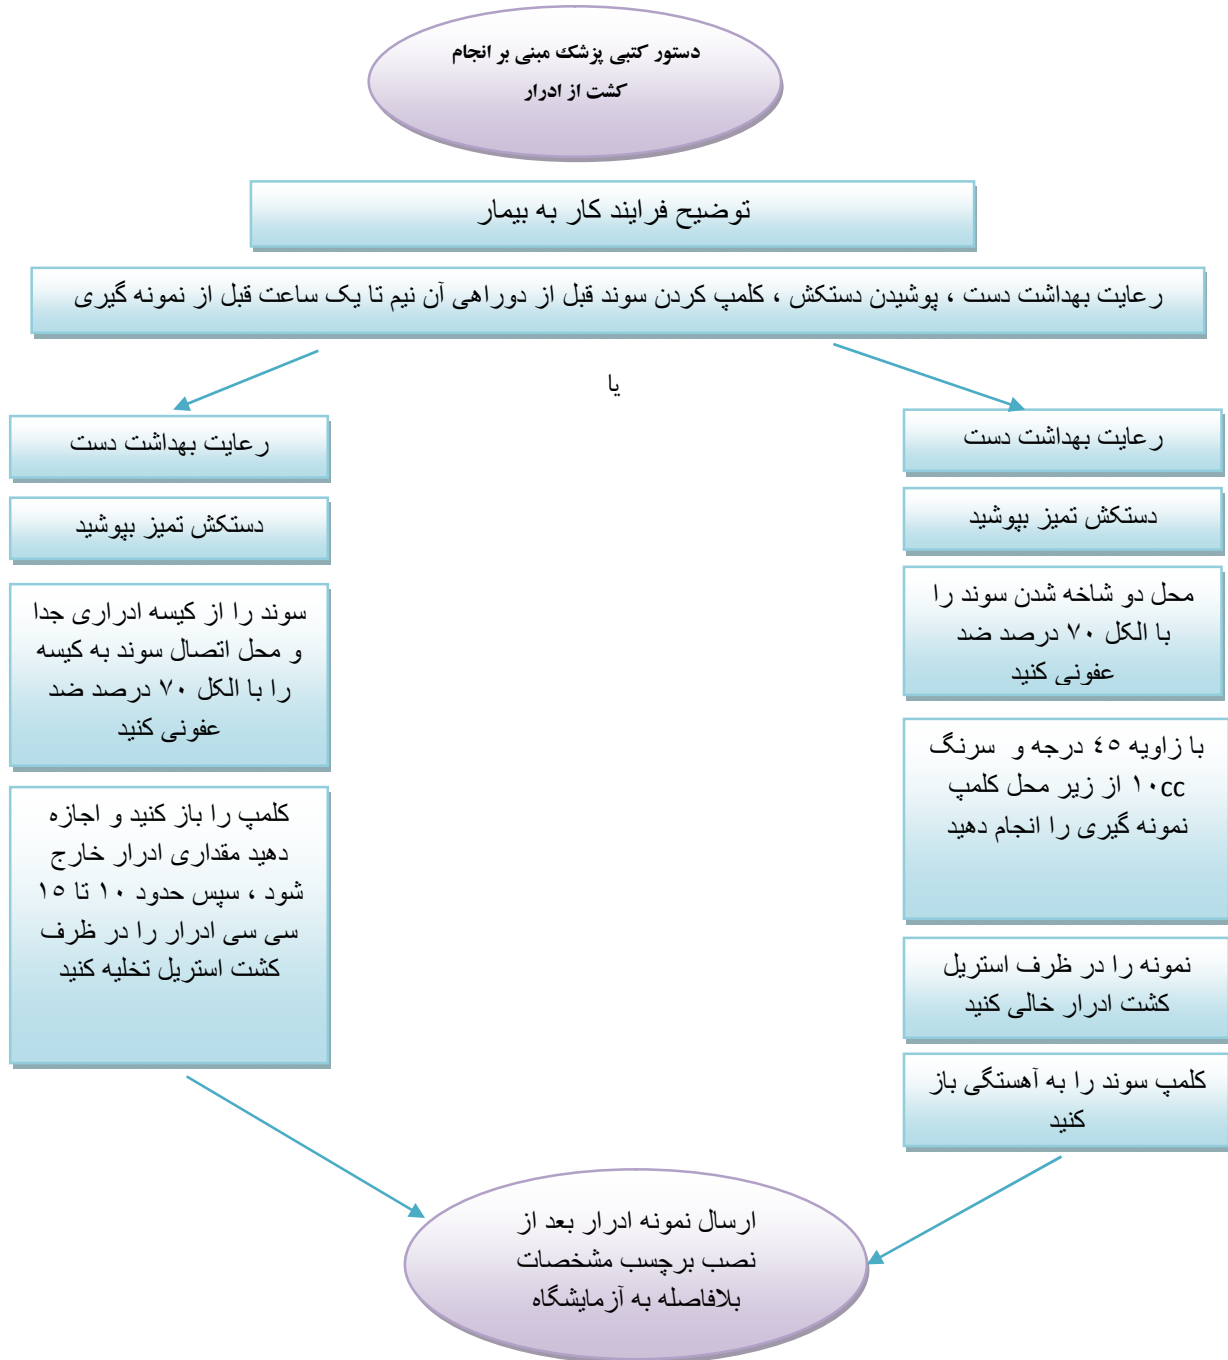 دستور کتبی پزشك مبنی بر انجام
کشت از ادرار
توضیح فرایند کار به بیمار
رعایت بهداشت دست ، پوشیدن دستکش ، کلمپ کردن سوند قبل از دوراهی آن نیم تا یک ساعت قبل از نمونه گیری
یا
رعایت بهداشت دست
دستکش تمیز بپوشید
محل دو شاخه شدن سوند را
با الکل ٧٠ درصد ضد
عفونی کنید
با زاویه ٤٥ درجه و سرنگ
١٠cc از زیر محل کلمپ
نمونه گیری را انجام دهید
نمونه را در ظرف استریل
کشت ادرار خالی کنید
کلمپ سوند را به آهستگی باز
کنید
رعایت بهداشت دست
دستکش تمیز بپوشید
سوند را از کیسه ادراری جدا
و محل اتصال سوند به کیسه
را با الکل ٧٠ درصد ضد
عفونی کنید
کلمپ را باز کنید و اجازه
دهید مقداری ادرار خارج
شود ، سپس حدود ١٠ تا ١٥
سی سی ادرار را در ظرف
کشت استریل تخلیه کنید
ارسال نمونه ادرار بعد از
نصب برچسب مشخصات
بلافاصله به آزمایشگاه